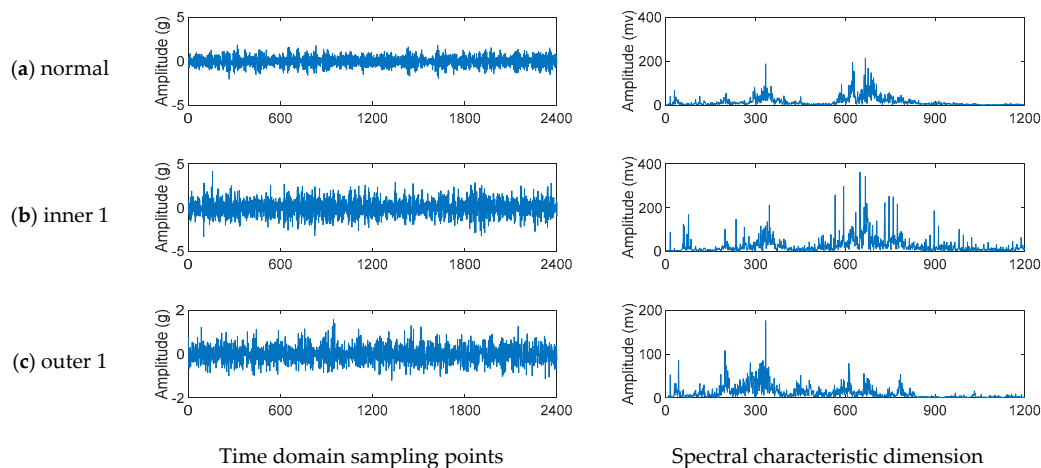 (a) normal
Amplitude (g)
5
0
-5
0 600 1200 1800 2400
Amplitude (mv)
400
200
0
0 300 600 900 1200
(b) inner 1
Amplitude (g)
5
0
-5
0 600 1200 1800 2400
Amplitude (mv)
400
200
0
0 300 600 900 1200
(c) outer 1
Amplitude (g)
2
0
-2
0 600 1200 1800 2400
Amplitude (mv)
200
100
0
0 300 600 900 1200
Time domain sampling points
Spectral characteristic dimension